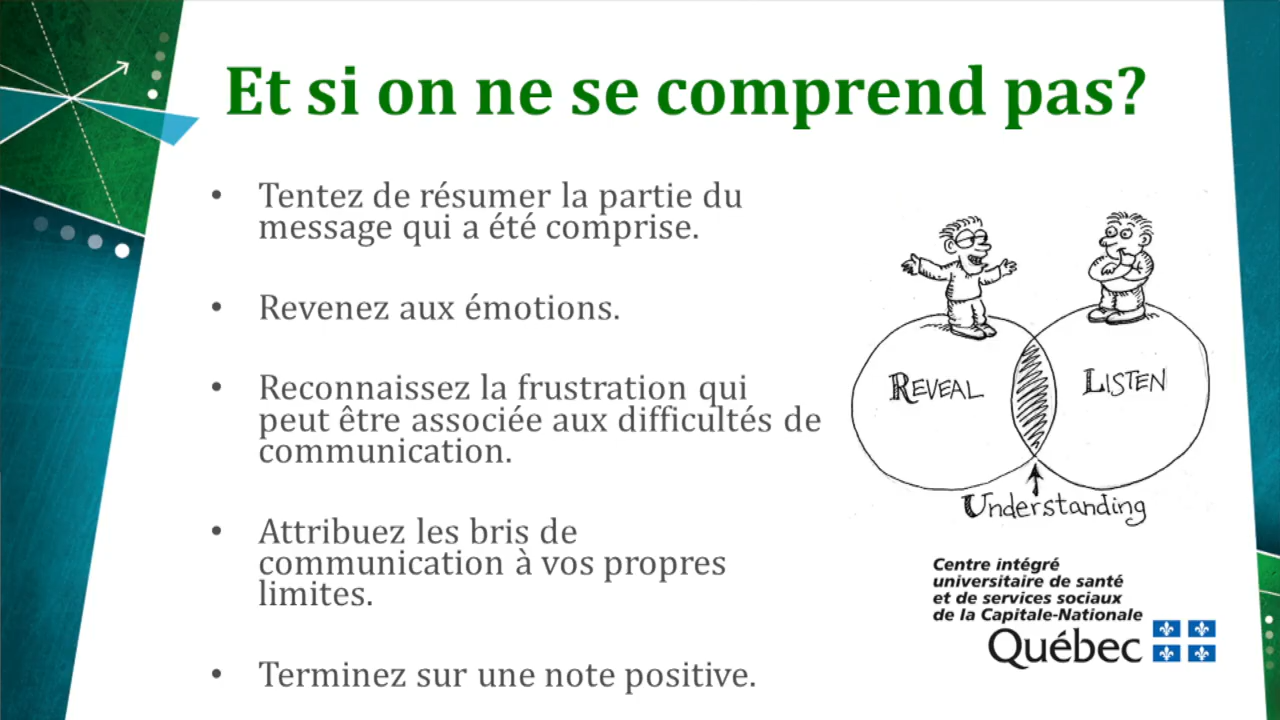 Et si on ne se comprend pas?
• Tentez de résumer la partie du
message qui a été comprise.
• Revenez aux émotions.
• Reconnaissez la frustration qui
peut être associée aux difficultés de
communication.
• Attribuez les bris de
communication à vos propres
limites.
• Terminez sur une note positive.
REVEAL
LISTEN
Understanding
Centre intégré
universitaire de santé
et de services sociaux
de la Capitale-Nationale
Québec